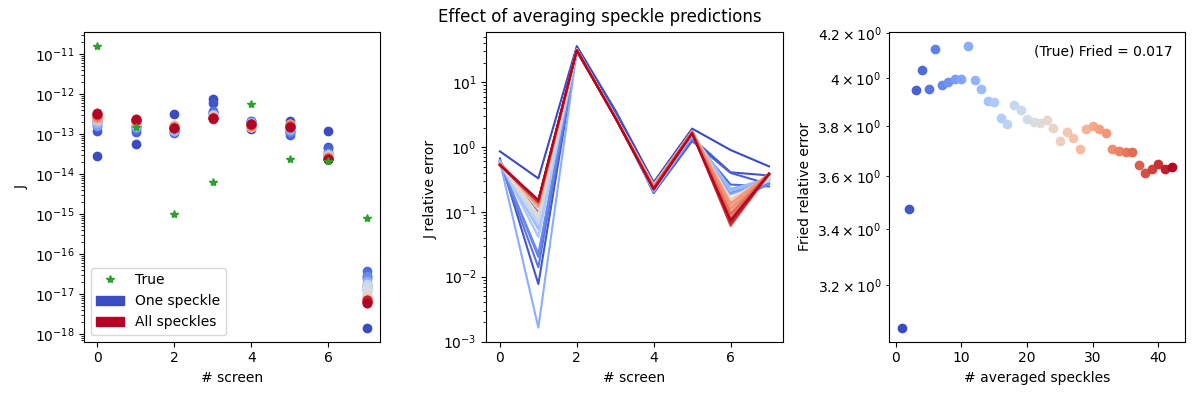 Effect of averaging speckle predictions
J
10⁻¹¹
10⁻¹²
10⁻¹³
10⁻¹⁴
10⁻¹⁵
10⁻¹⁶
10⁻¹⁷
10⁻¹⁸
True
One speckle
All speckles
0 2 4 6
# screen
J relative error
10¹
10⁰
10⁻¹
10⁻²
10⁻³
0 2 4 6
# screen
Fried relative error
4.2 × 10⁰
4 × 10⁰
3.8 × 10⁰
3.6 × 10⁰
3.4 × 10⁰
3.2 × 10⁰
(True) Fried = 0.017
0 10 20 30 40
# averaged speckles